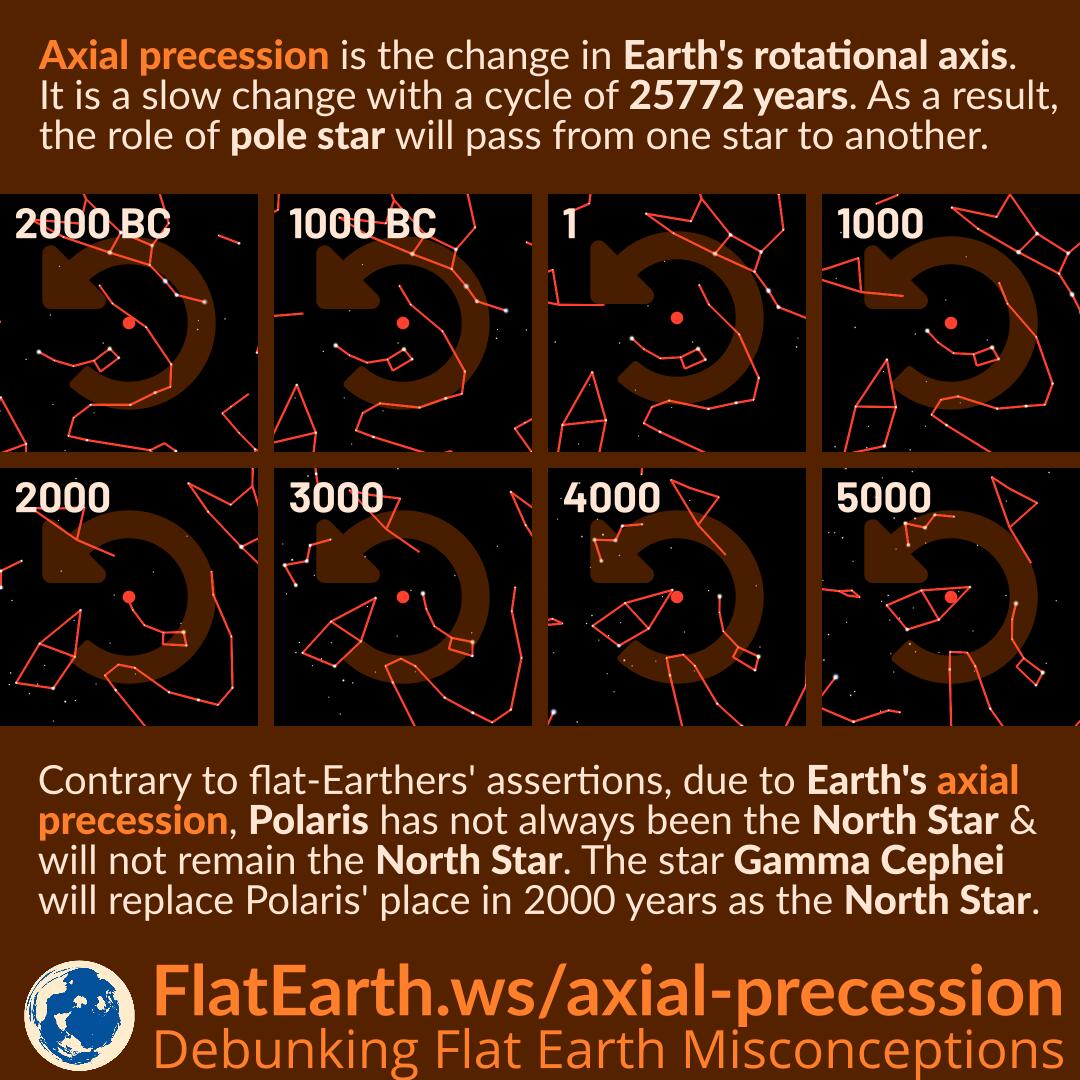 Axial precession is the change in Earth's rotational axis.
It is a slow change with a cycle of 25772 years. As a result,
the role of pole star will pass from one star to another.
2000 BC
1000 BC
1
1000
2000
3000
4000
5000
Contrary to flat-Earthers' assertions, due to Earth's axial
precession, Polaris has not always been the North Star &
will not remain the North Star. The star Gamma Cephei
will replace Polaris' place in 2000 years as the North Star.
FlatEarth.ws/axial-precession
Debunking Flat Earth Misconceptions